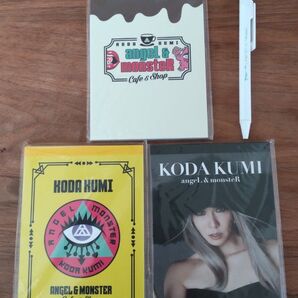 KODA KUMI
angeL &
monsteR
Cafe & Shop
KODA KUMI
ANGEL MONSTER
KODA KUMI
ANGEL & MONSTER
KODA KUMI
angeL & monsteR